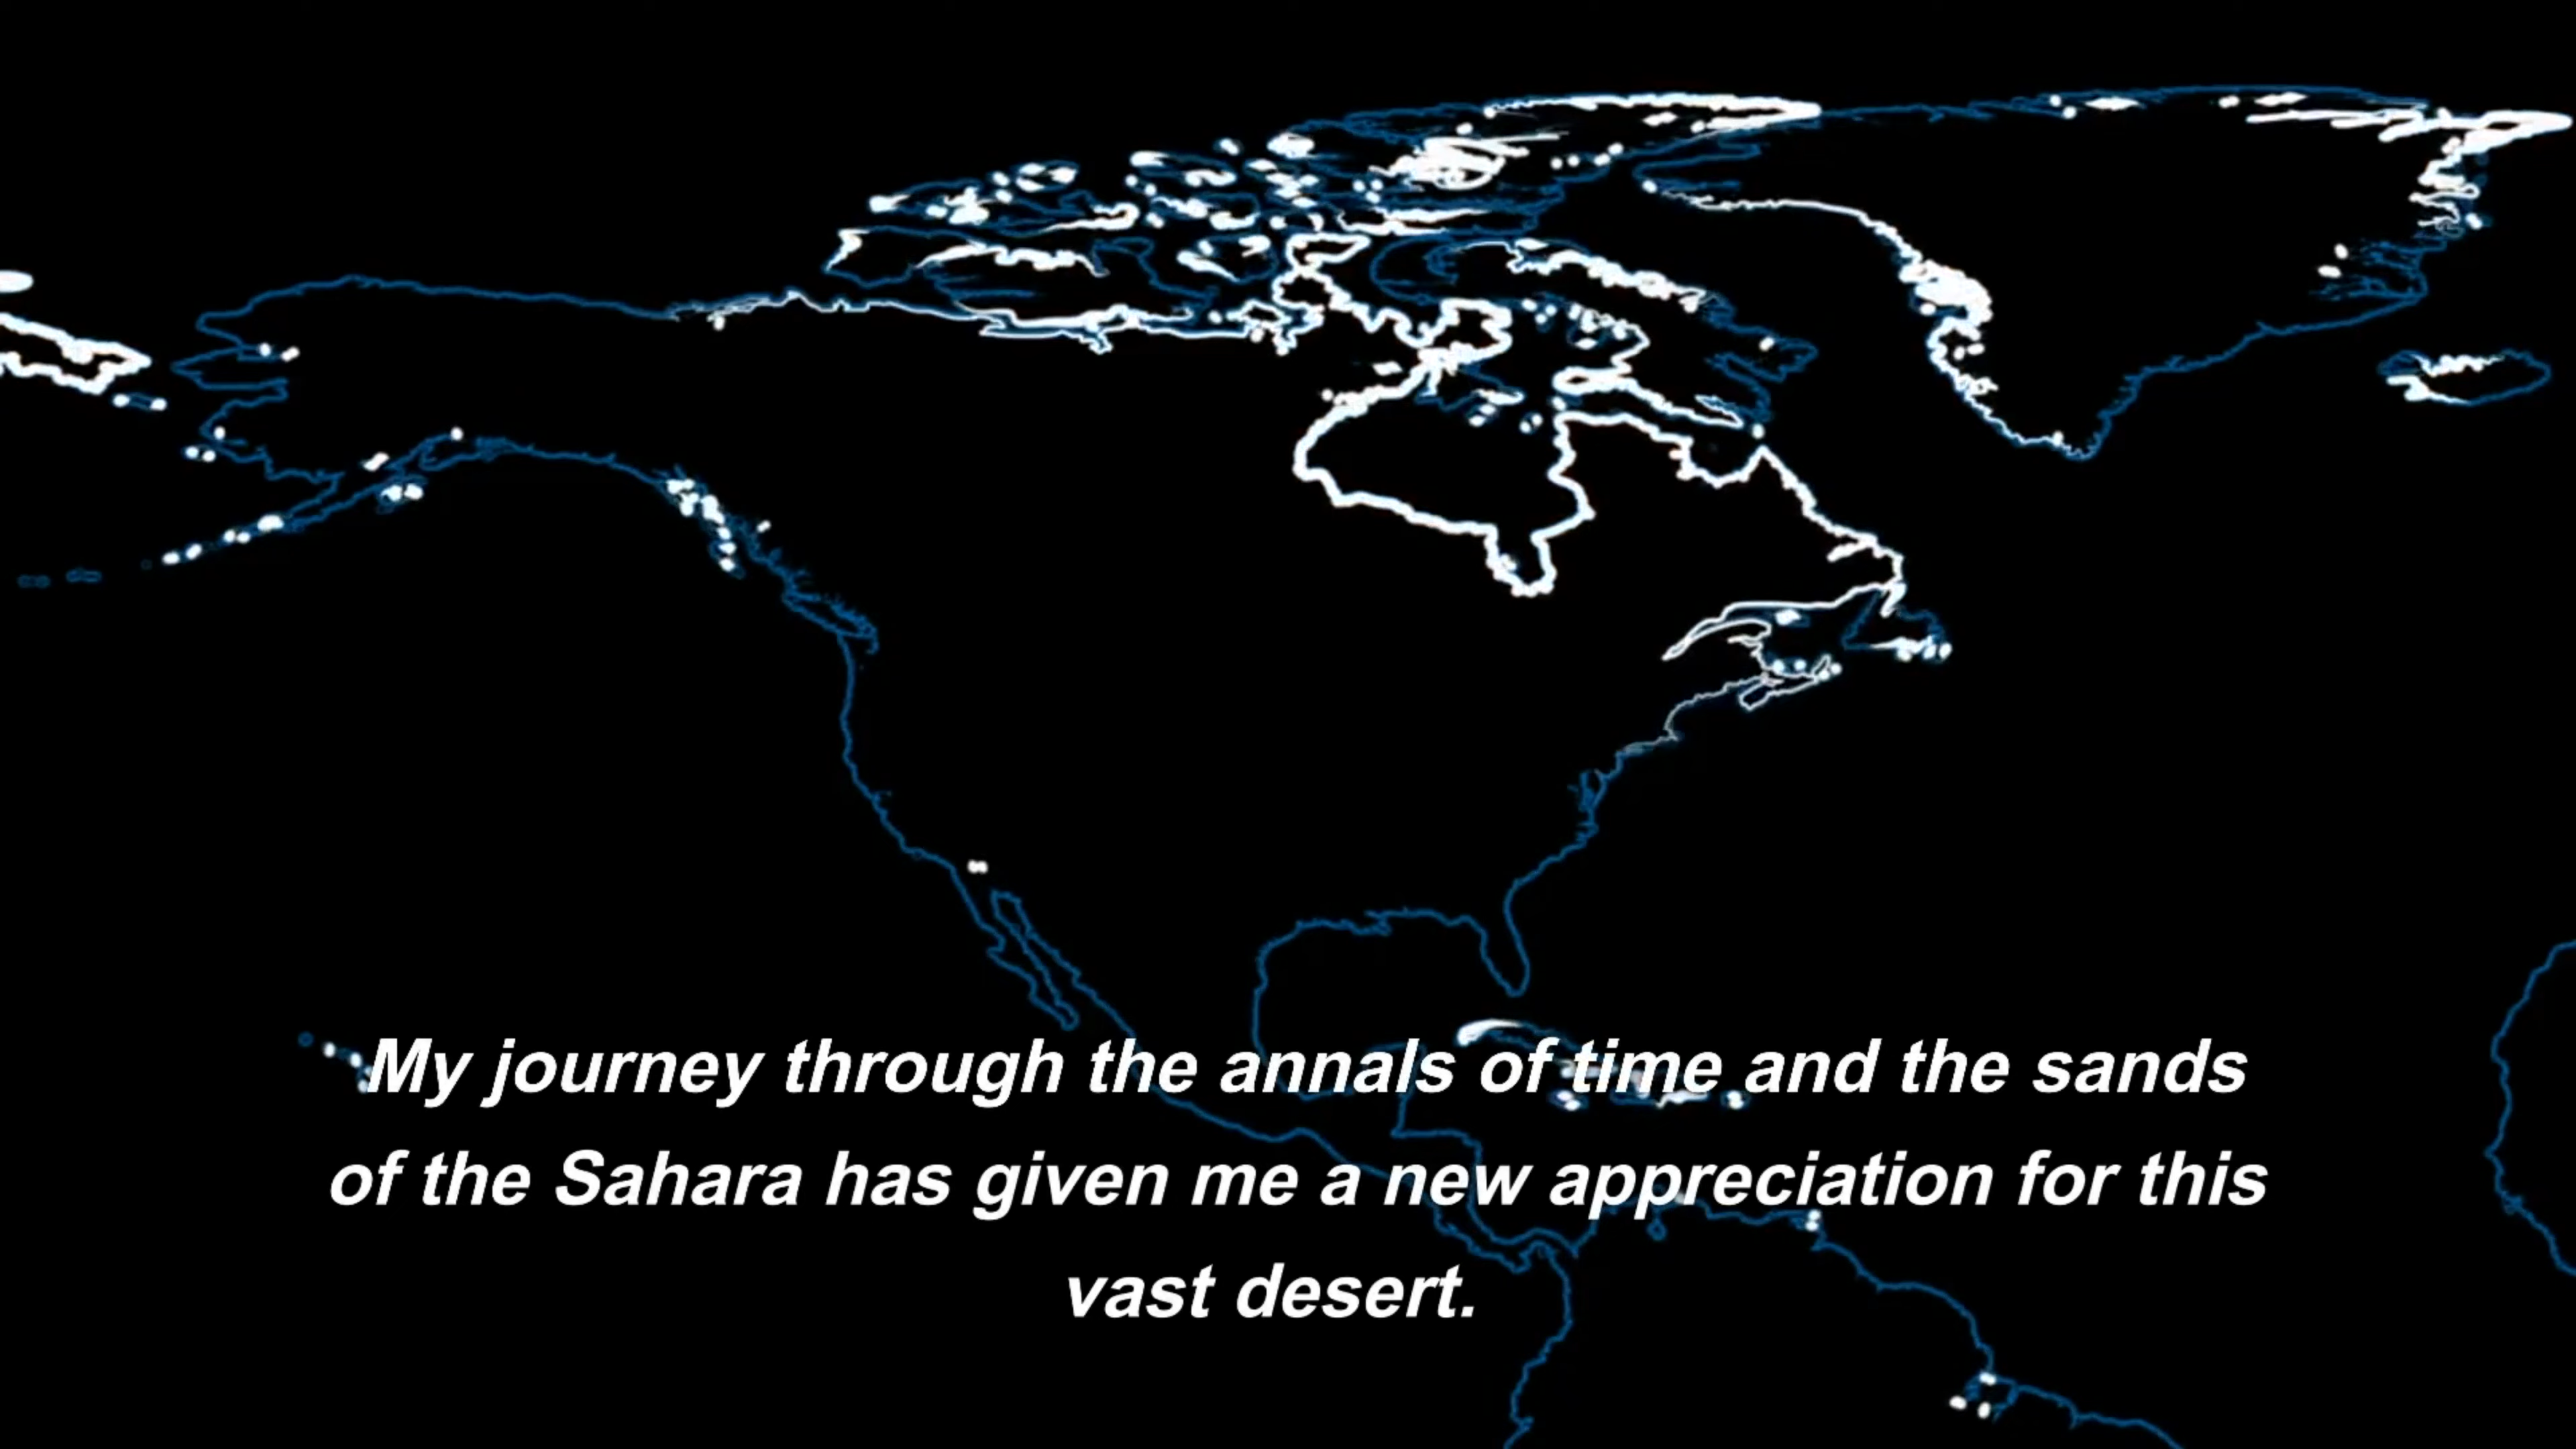 My journey through the annals of time and the sands
of the Sahara has given me a new appreciation for this
vast desert.